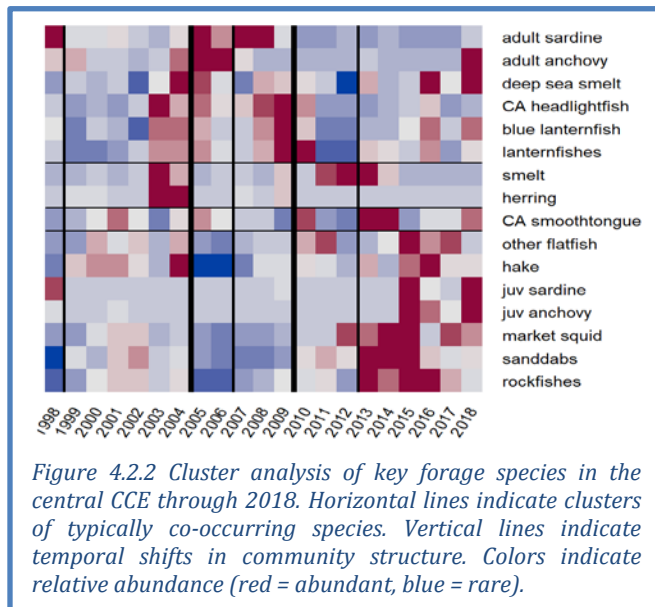 adult sardine
adult anchovy
deep sea smelt
CA headlightfish
blue lanternfish
lanternfishes
smelt
herring
CA smoothtongue
other flatfish
hake
juv sardine
juv anchovy
market squid
sanddabs
rockfishes
1998
1999
2000
2001
2002
2003
2004
2005
2006
2007
2008
2009
2010
2011
2012
2013
2014
2015
2016
2017
2018
Figure 4.2.2 Cluster analysis of key forage species in the
central CCE through 2018. Horizontal lines indicate clusters
of typically co-occurring species. Vertical lines indicate
temporal shifts in community structure. Colors indicate
relative abundance (red = abundant, blue = rare).